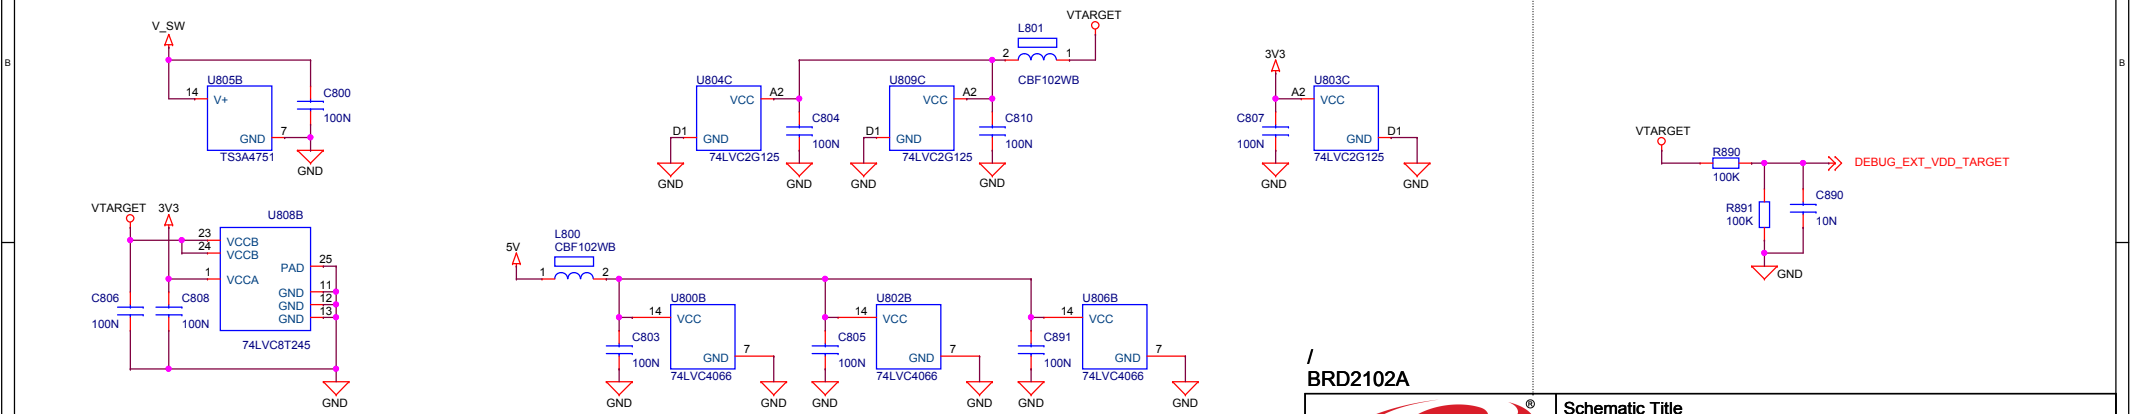 B
V_SW
U805B
14
V+
GND
7
TS3A4751
C800
100N
GND
U804C
VCC
A2
D1
GND
74LVC2G125
C804
100N
GND
GND
U809C
VCC
A2
D1
GND
74LVC2G125
C810
100N
GND
GND
L801
2
1
CBF102WB
VTARGET
3V3
U803C
A2
VCC
GND
D1
74LVC2G125
C807
100N
GND
GND
VTARGET
R890
100K
DEBUG_EXT_VDD_TARGET
R891
100K
C890
10N
GND
B
VTARGET
3V3
U808B
23
VCCB
24
VCCB
1
VCCA
PAD
25
GND
11
GND
12
GND
13
74LVC8T245
C806
100N
C808
100N
GND
5V
L800
CBF102WB
1
2
U800B
14
VCC
GND
7
74LVC4066
C803
100N
GND
GND
U802B
14
VCC
GND
7
74LVC4066
C805
100N
GND
GND
U806B
14
VCC
GND
7
74LVC4066
C891
100N
GND
GND
/
BRD2102A
®
Schematic Title